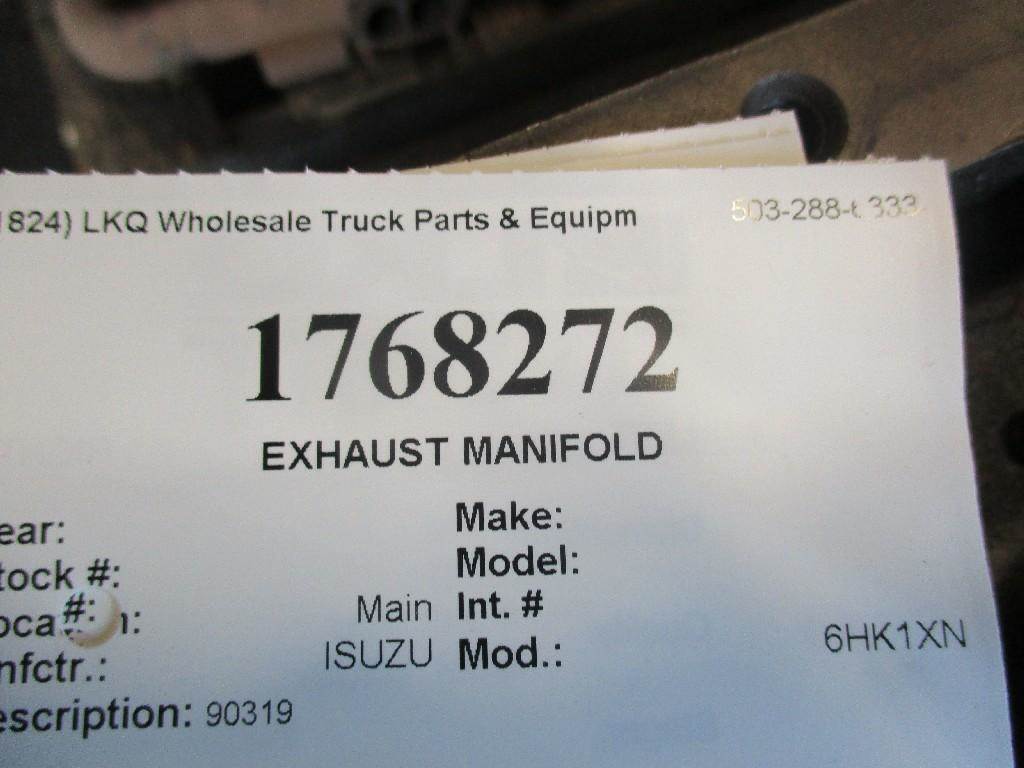 1824) LKQ Wholesale Truck Parts & Equipm
1768272
EXHAUST MANIFOLD
ear: Make:
tock #: Model:
#: Main Int. #
nfctr.: ISUZU Mod.: 6HK1XN
escription: 90319